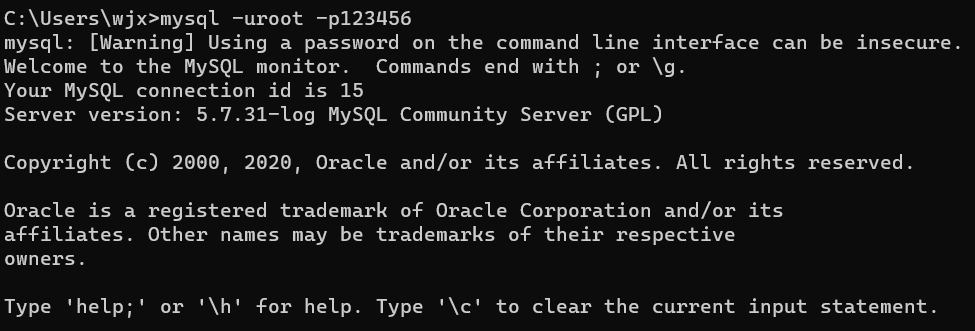 C:\Users\wjx>mysql -uroot -p123456
mysql: [Warning] Using a password on the command line interface can be insecure.
Welcome to the MySQL monitor.  Commands end with ; or \g.
Your MySQL connection id is 15
Server version: 5.7.31-log MySQL Community Server (GPL)

Copyright (c) 2000, 2020, Oracle and/or its affiliates. All rights reserved.

Oracle is a registered trademark of Oracle Corporation and/or its
affiliates. Other names may be trademarks of their respective
owners.

Type 'help;' or '\h' for help. Type '\c' to clear the current input statement.